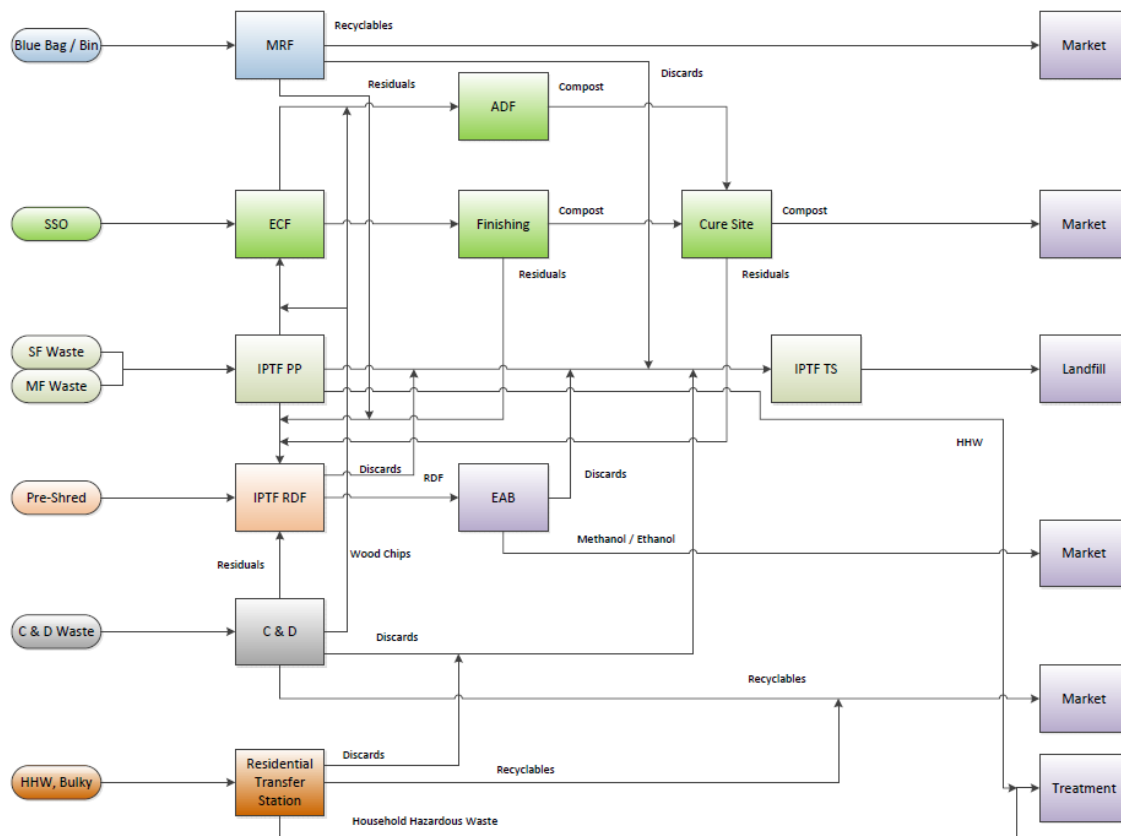 Recyclables
Blue Bag / Bin
MRF
Market
Residuals
Discards
Compost
ADF
SSO
ECF
Finishing
Compost
Cure Site
Compost
Market
Residuals
Residuals
SF Waste
MF Waste
IPTF PP
IPTF TS
Landfill
HHW
Discards
RDF
Discards
Pre-Shred
IPTF RDF
EAB
Methanol / Ethanol
Market
Wood Chips
Residuals
C & D Waste
C & D
Discards
Recyclables
Market
Discards
Residential
Transfer
Station
Recyclables
HHW, Bulky
Treatment
Household Hazardous Waste